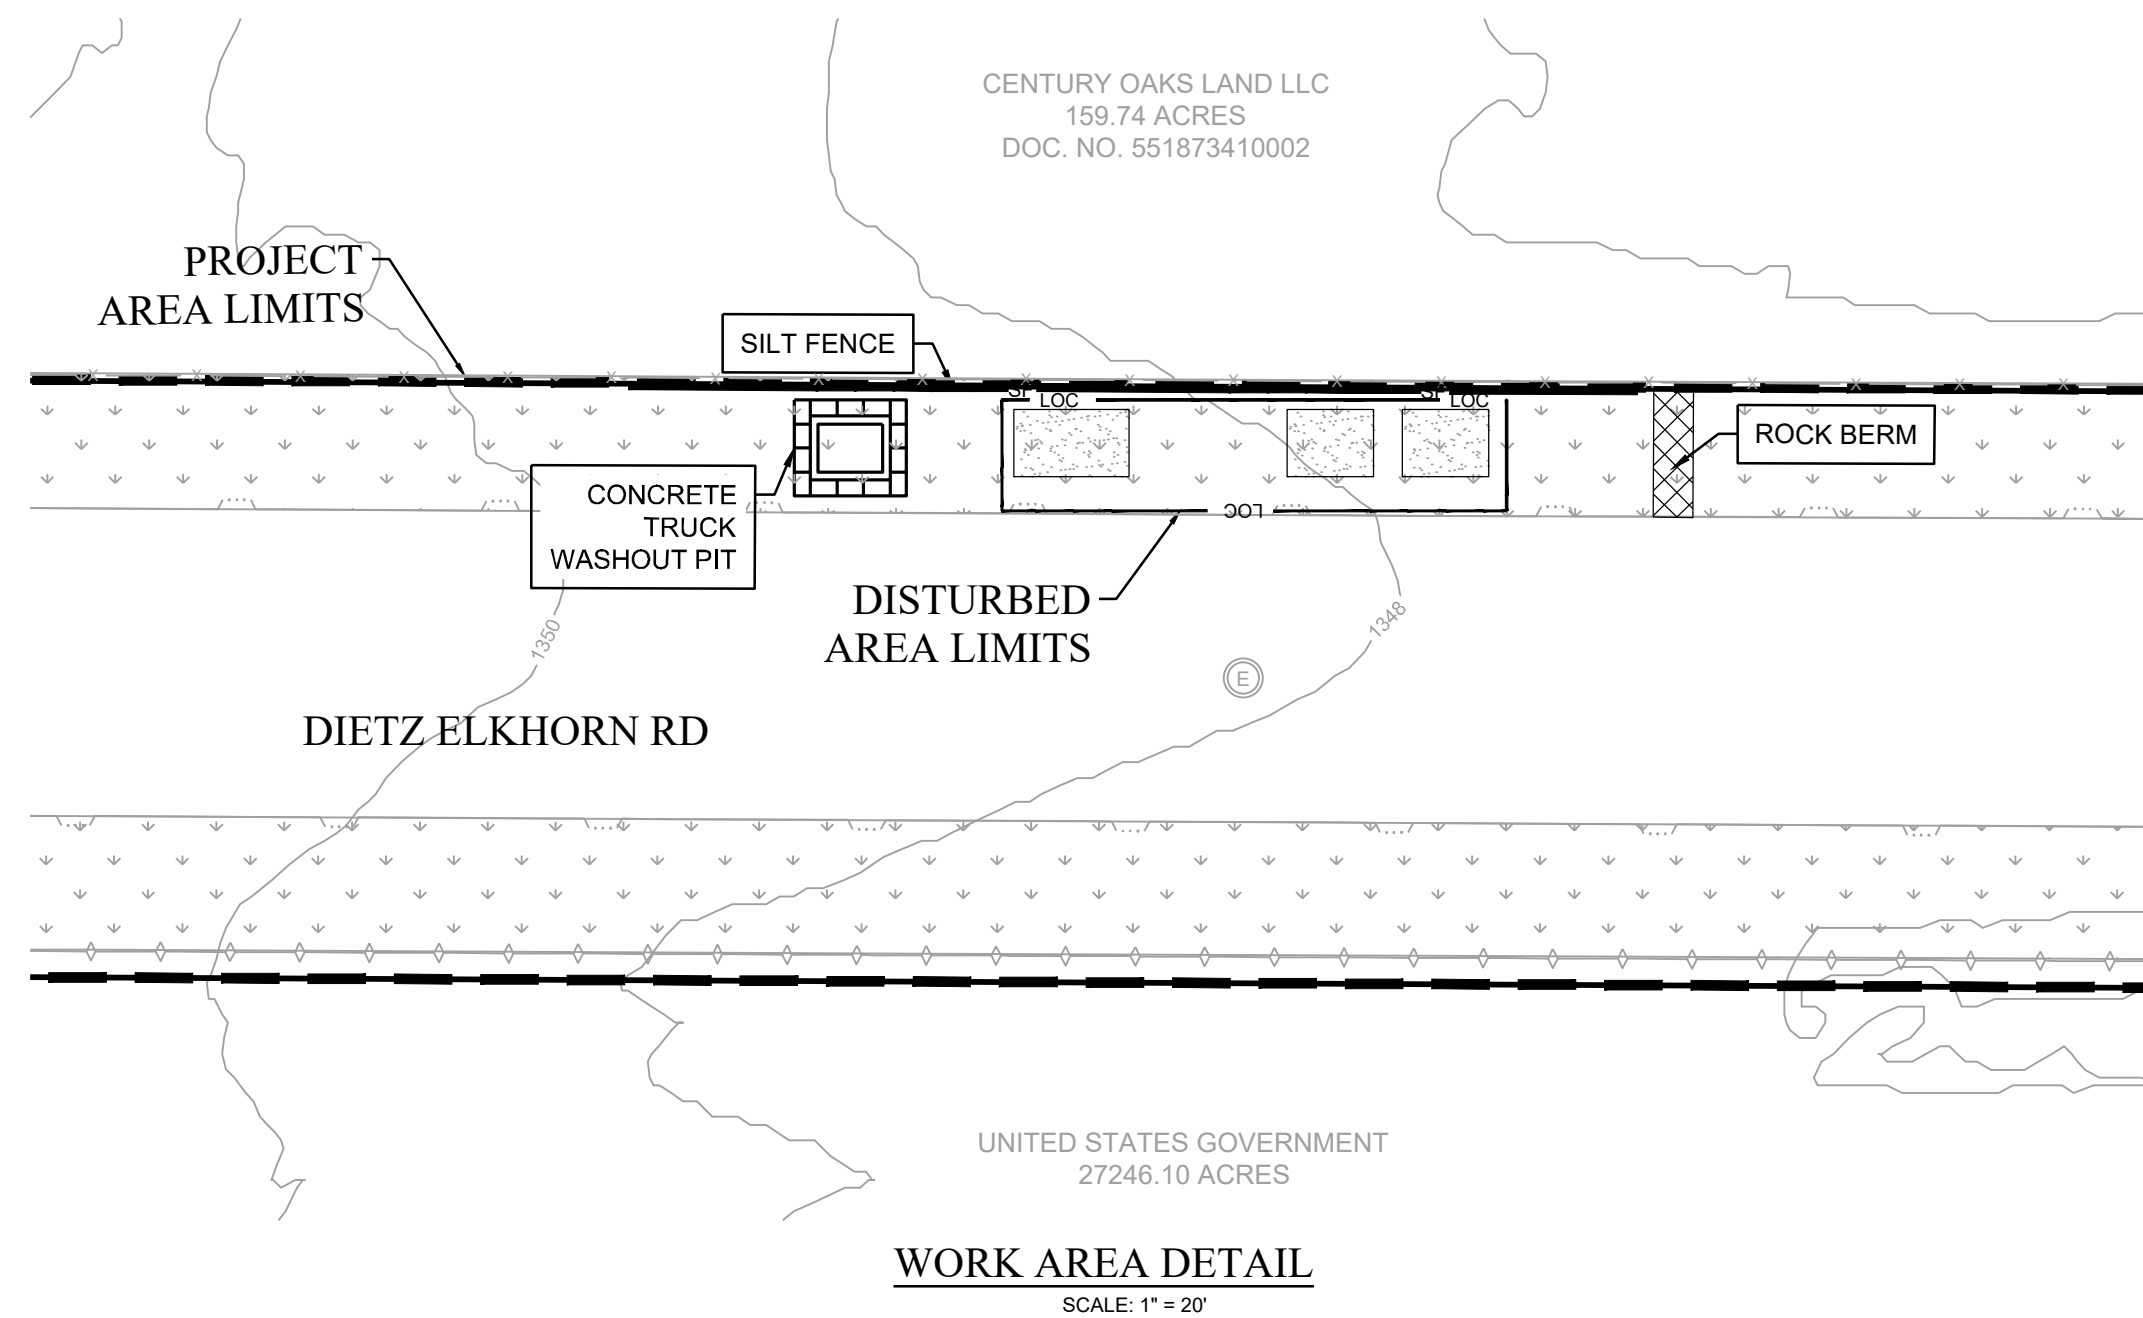 CENTURY OAKS LAND LLC
159.74 ACRES
DOC. NO. 551873410002
PROJECT
AREA LIMITS
SILT FENCE
SF
LOC
SF
LOC
ROCK BERM
CONCRETE
TRUCK
WASHOUT PIT
LOC
DISTURBED
AREA LIMITS
1350
1348
E
DIETZ ELKHORN RD
UNITED STATES GOVERNMENT
27246.10 ACRES
WORK AREA DETAIL
SCALE: 1" = 20'